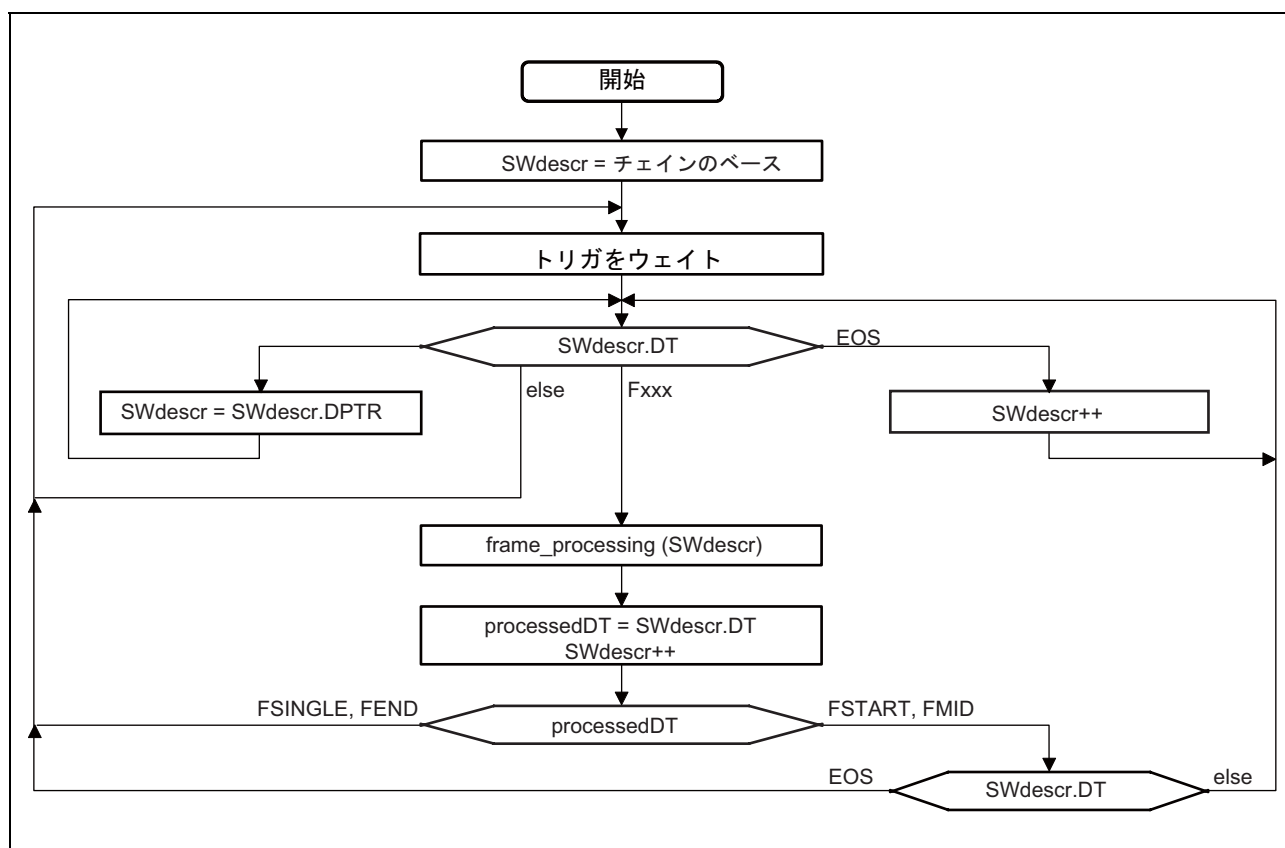 開始
SWdescr = チェインのベース
トリガをウェイト
SWdescr.DT
EOS
else
Fxxx
SWdescr = SWdescr.DPTR
SWdescr++
frame_processing (SWdescr)
processedDT = SWdescr.DT
SWdescr++
FSINGLE, FEND
processedDT
FSTART, FMID
EOS
SWdescr.DT
else